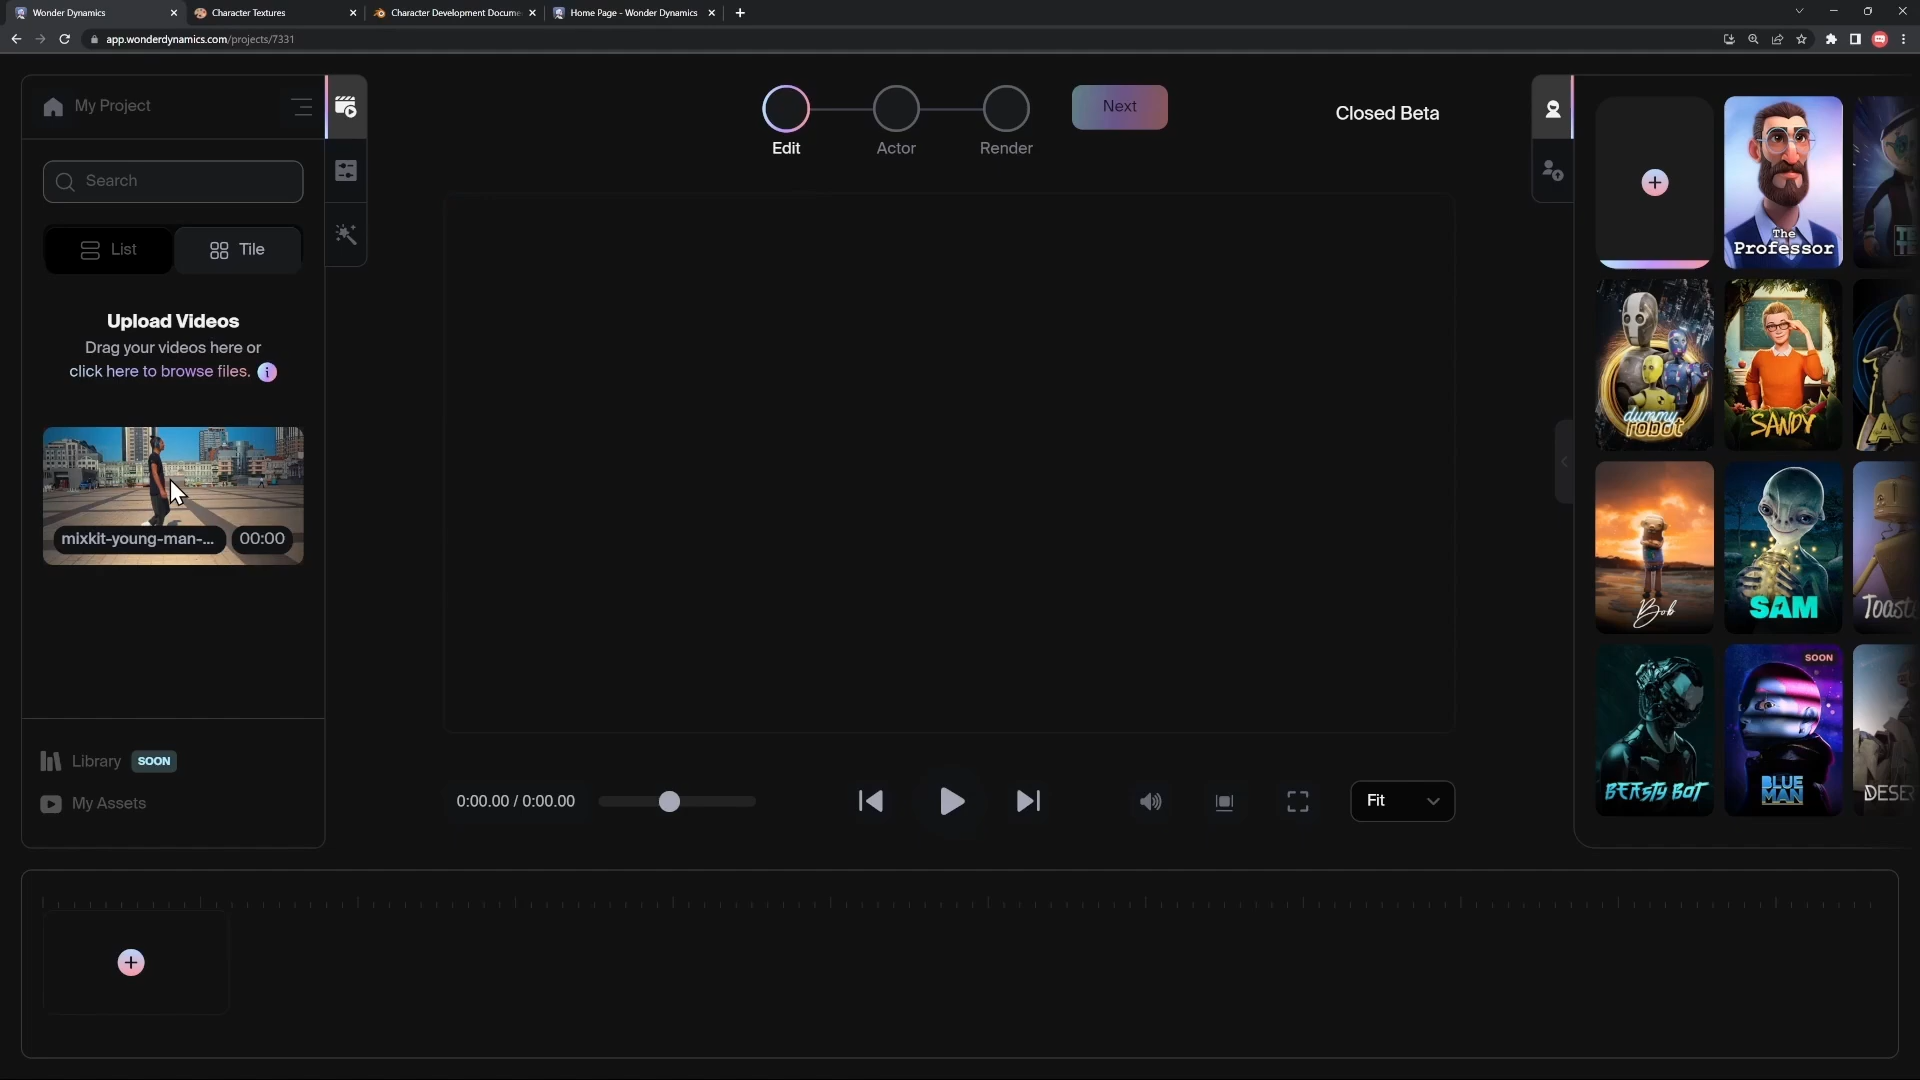 Wonder Dynamics
Character Textures
Character Development Docume
Home Page - Wonder Dynamics
app.wonderdynamics.com/projects/7331
My Project
Search
List
Tile
Upload Videos
Drag your videos here or
click here to browse files.
i
mixkit-young-man-...
00:00
Library
SOON
My Assets
Edit
Actor
Render
Next
Closed Beta
0:00.00 / 0:00.00
Fit
The
Professor
dummy
robot
SANDY
Bob
SAM
Toast
BEASTY BOT
SOON
BLUE
MAN
DESER